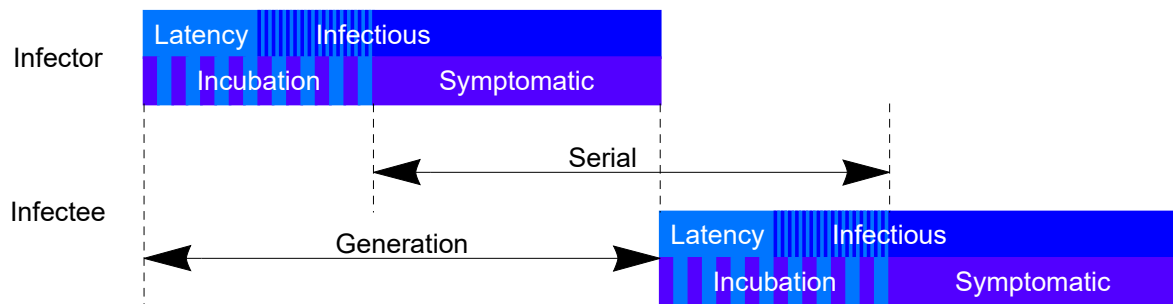 Latency Infectious
Infector
Incubation Symptomatic
Serial
Infectee
Latency Infectious
Generation
Incubation Symptomatic